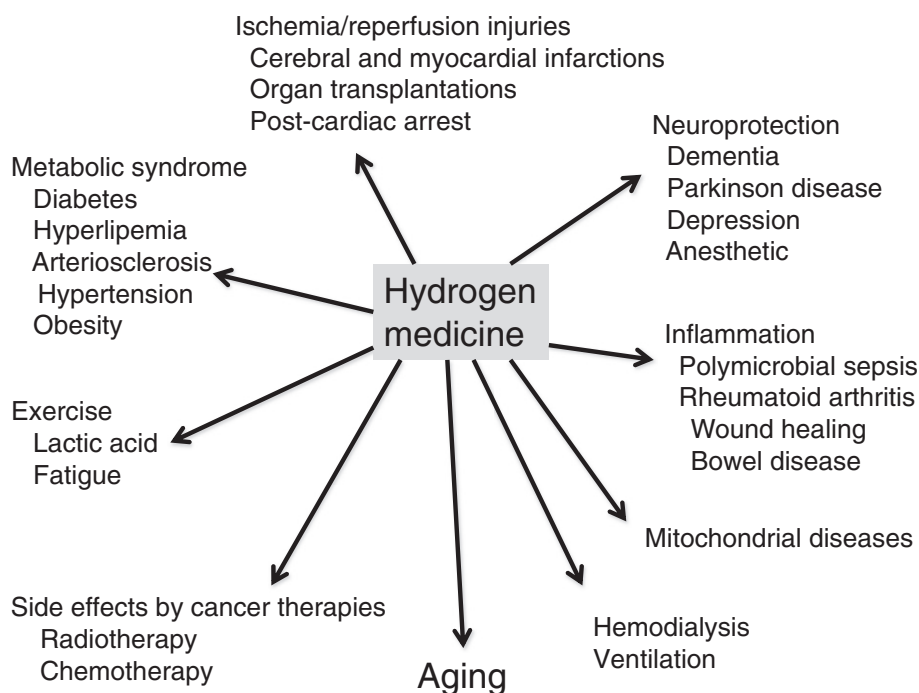 Ischemia/reperfusion injuries
Cerebral and myocardial infarctions
Organ transplantations
Post-cardiac arrest
Neuroprotection
Dementia
Parkinson disease
Depression
Anesthetic
Metabolic syndrome
Diabetes
Hyperlipemia
Arteriosclerosis
Hypertension
Obesity
Hydrogen
medicine
Inflammation
Polymicrobial sepsis
Rheumatoid arthritis
Wound healing
Bowel disease
Exercise
Lactic acid
Fatigue
Mitochondrial diseases
Side effects by cancer therapies
Radiotherapy
Chemotherapy
Aging
Hemodialysis
Ventilation